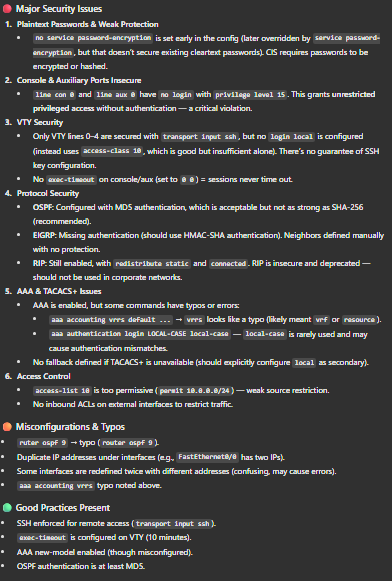 Major Security Issues
1. Plaintext Passwords & Weak Protection
• no service password-encryption is set early in the config (later overridden by service password-
encryption, but that doesn't secure existing cleartext passwords). CIS requires passwords to be
encrypted or hashed.
2. Console & Auxiliary Ports Insecure
• line con 0 and line aux 0 have no login with privilege level 15. This grants unrestricted
privileged access without authentication — a critical violation.
3. VTY Security
• Only VTY lines 0–4 are secured with transport input ssh, but no login local is configured
(instead uses access-class 10, which is good but insufficient alone). There's no guarantee of SSH
key configuration.
• No exec-timeout on console/aux (set to 0 0) = sessions never time out.
4. Protocol Security
• OSPF: Configured with MD5 authentication, which is acceptable but not as strong as SHA-256
(recommended).
• EIGRP: Missing authentication (should use HMAC-SHA authentication). Neighbors defined manually
with no protection.
• RIP: Still enabled, with redistribute static and connected. RIP is insecure and deprecated —
should not be used in corporate networks.
5. AAA & TACACS+ Issues
• AAA is enabled, but some commands have typos or errors:
• aaa accounting vrrs default ... → vrrs looks like a typo (likely meant vrf or resource).
• aaa authentication login LOCAL-CASE local-case — local-case is rarely used and may
cause authentication mismatches.
• No fallback defined if TACACS+ is unavailable (should explicitly configure local as secondary).
6. Access Control
• access-list 10 is too permissive (permit 10.0.0.0/24) — weak source restriction.
• No inbound ACLs on external interfaces to restrict traffic.
Misconfigurations & Typos
• ruter ospf 9 → typo (router ospf 9).
• Duplicate IP addresses under interfaces (e.g., FastEthernet0/0 has two IPs).
• Some interfaces are redefined twice with different addresses (confusing, may cause errors).
• aaa accounting vrrs typo noted above.
Good Practices Present
• SSH enforced for remote access (transport input ssh).
• exec-timeout is configured on VTY (10 minutes).
• AAA new-model enabled (though misconfigured).
• OSPF authentication is at least MD5.